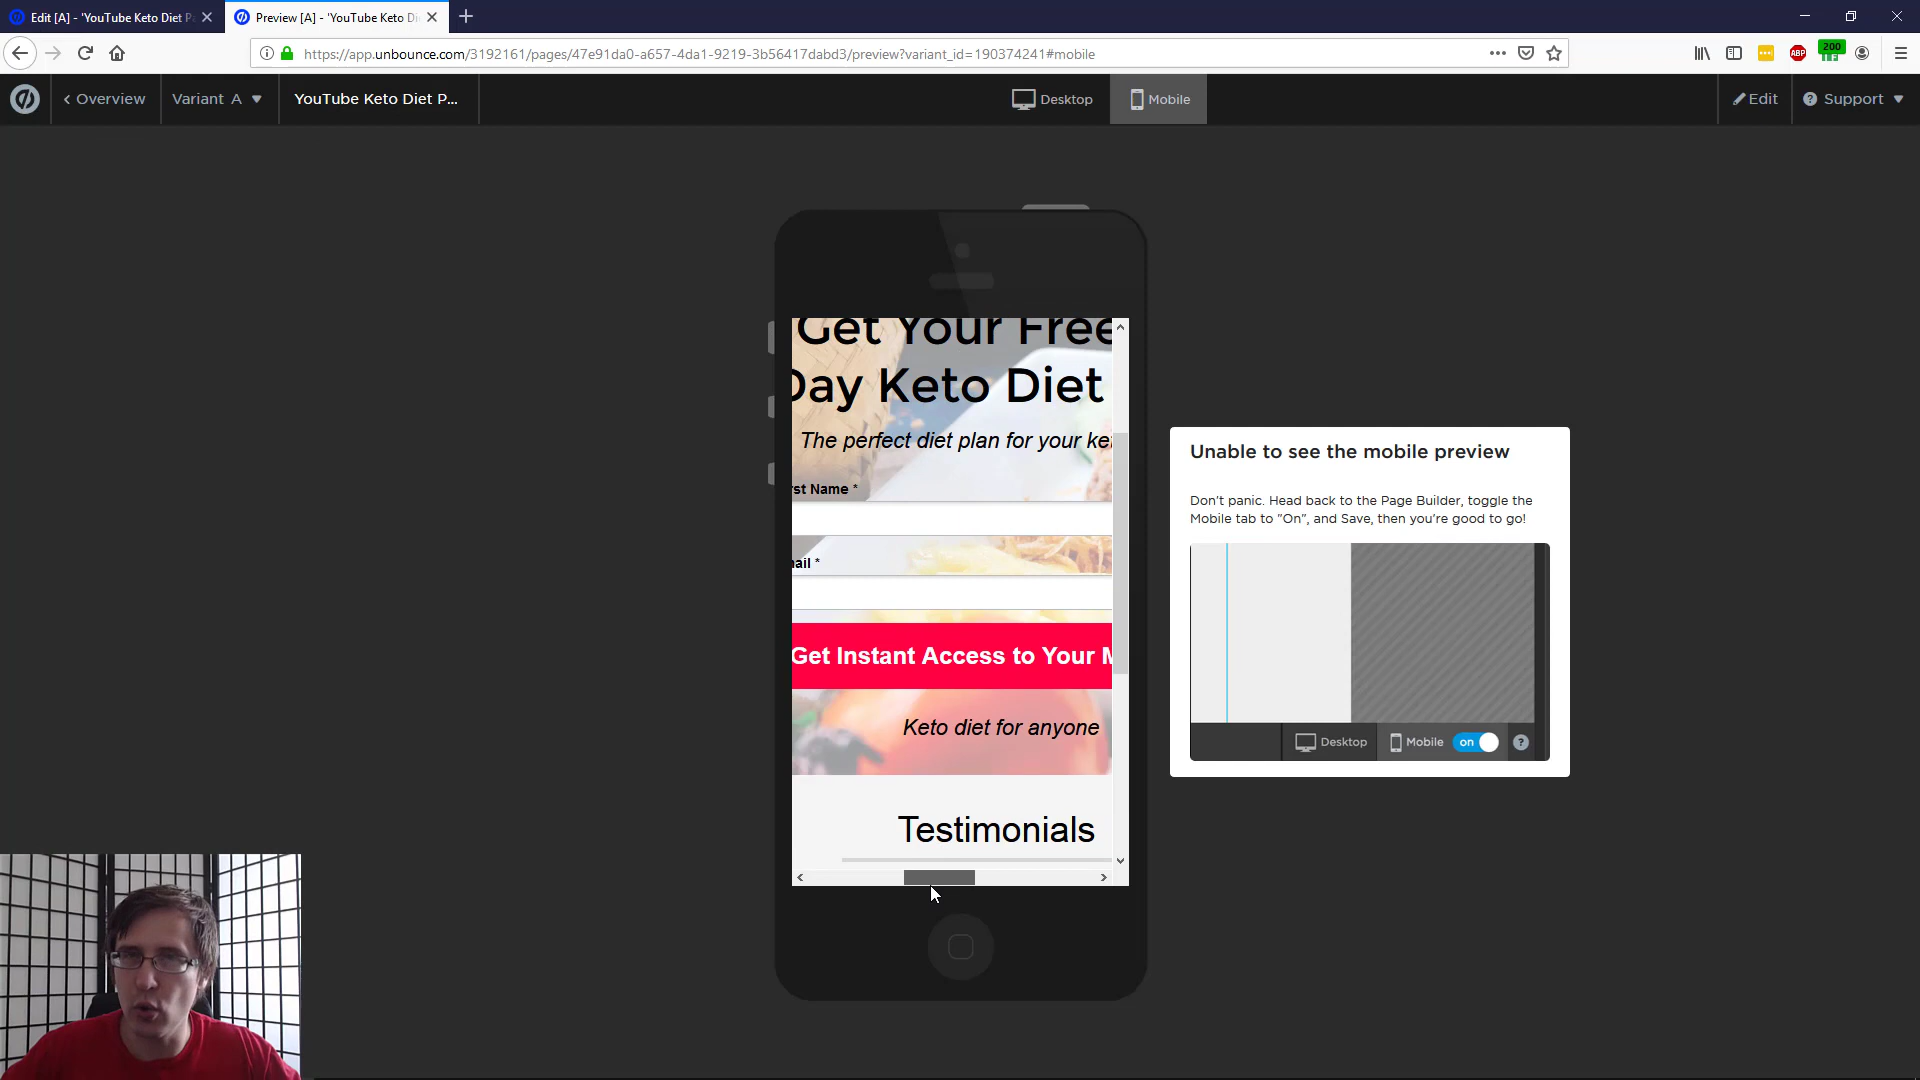 Edit [A] - 'YouTube Keto Diet P
Preview [A] - 'YouTube Keto Di
https://app.unbounce.com/3192161/pages/47e91da0-a657-4da1-9219-3b56417dabd3/preview?variant_id=190374241#mobile
ABP
200
Overview
Variant A
YouTube Keto Diet P...
Desktop
Mobile
Edit
? Support
Get Your Free
Day Keto Diet
The perfect diet plan for your ke
rst Name *
ail *
Get Instant Access to Your M
Keto diet for anyone
Testimonials
Unable to see the mobile preview
Don't panic. Head back to the Page Builder, toggle the
Mobile tab to "On", and Save, then you're good to go!
Desktop
Mobile
on
?